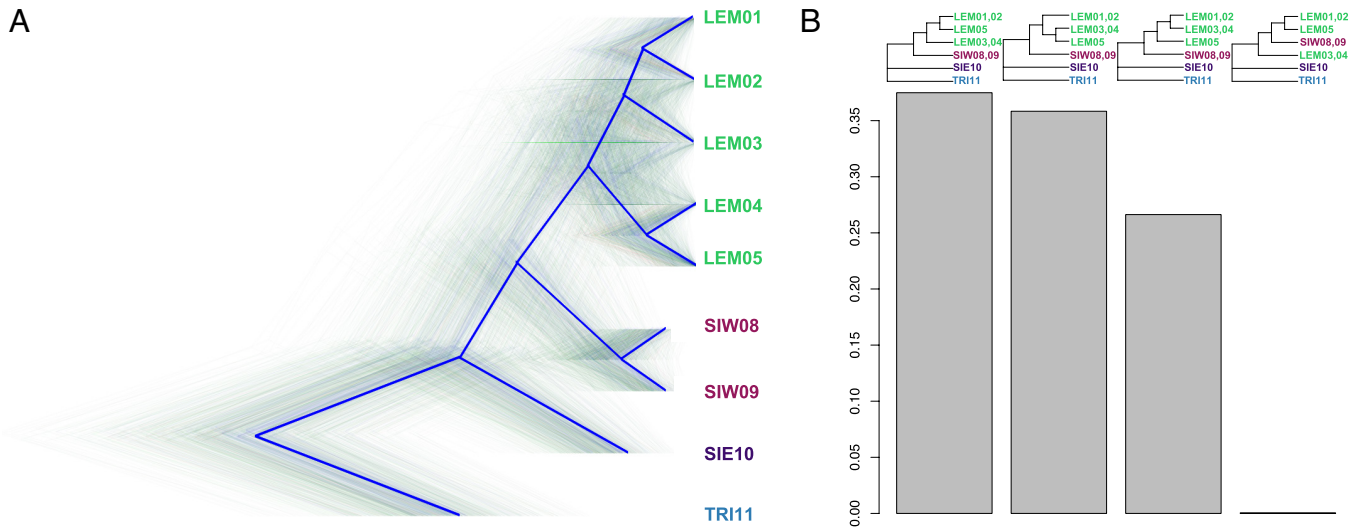 A
LEM01
LEM02
LEM03
LEM04
LEM05
SIW08
SIW09
SIE10
TRI11
B
LEM01,02
LEM05
LEM03,04
SIW08,09
SIE10
TRI11
LEM01,02
LEM03,04
LEM05
SIW08,09
SIE10
TRI11
LEM01,02
LEM03,04
LEM05
SIW08,09
SIE10
TRI11
LEM01,02
LEM05
SIW08,09
LEM03,04
SIE10
TRI11
0.35
0.30
0.25
0.20
0.15
0.10
0.05
0.00